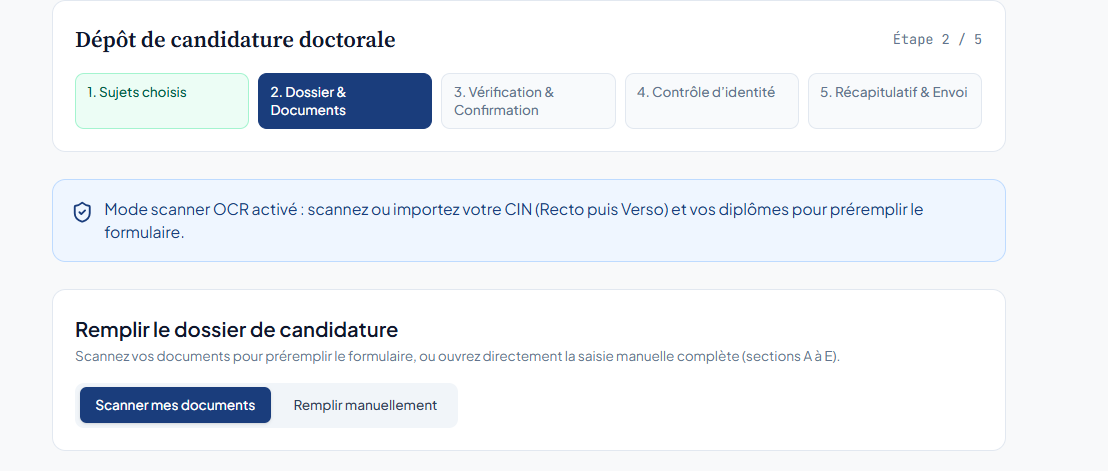 Dépôt de candidature doctorale
Étape 2 / 5
1. Sujets choisis
2. Dossier &
Documents
3. Vérification &
Confirmation
4. Contrôle d'identité
5. Récapitulatif & Envoi
Mode scanner OCR activé : scannez ou importez votre CIN (Recto puis Verso) et vos diplômes pour préremplir le
formulaire.
Remplir le dossier de candidature
Scannez vos documents pour préremplir le formulaire, ou ouvrez directement la saisie manuelle complète (sections A à E).
Scanner mes documents
Remplir manuellement